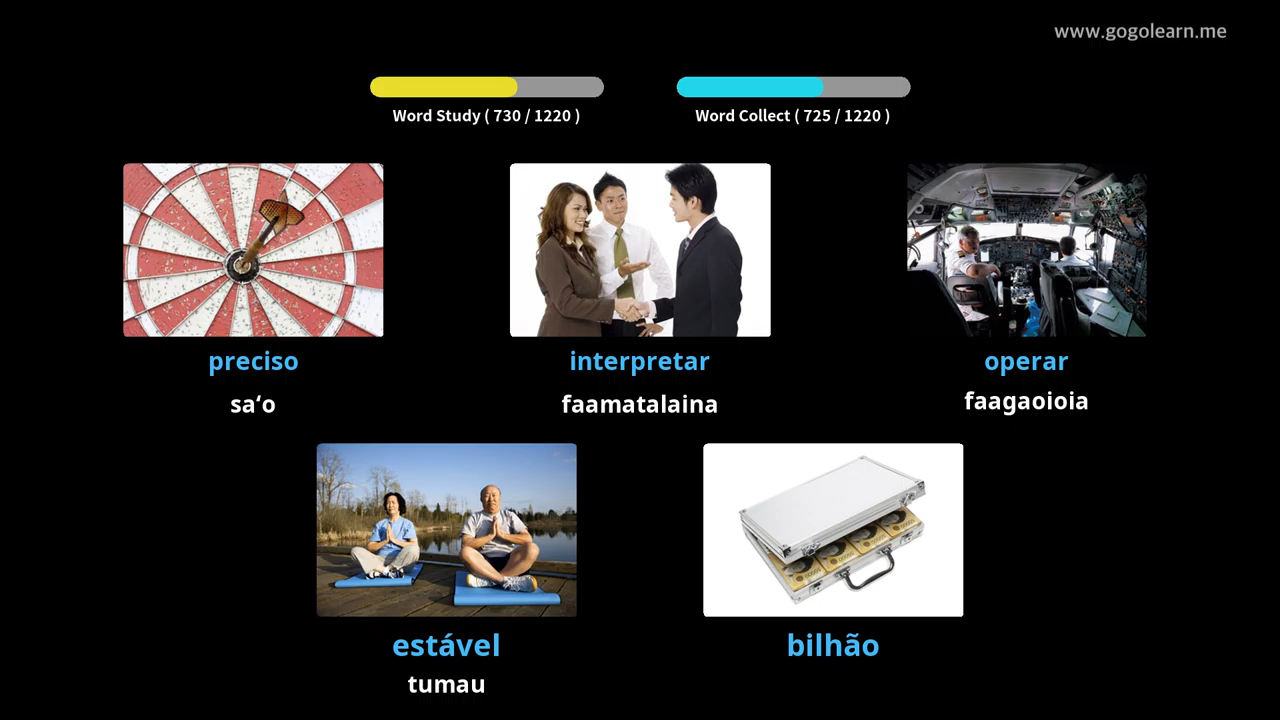 www.gogolearn.me
Word Study ( 730 / 1220 )
Word Collect ( 725 / 1220 )
preciso
interpretar
operar
saʻo
faamatalaina
faagaoioia
estável
bilhão
tumau